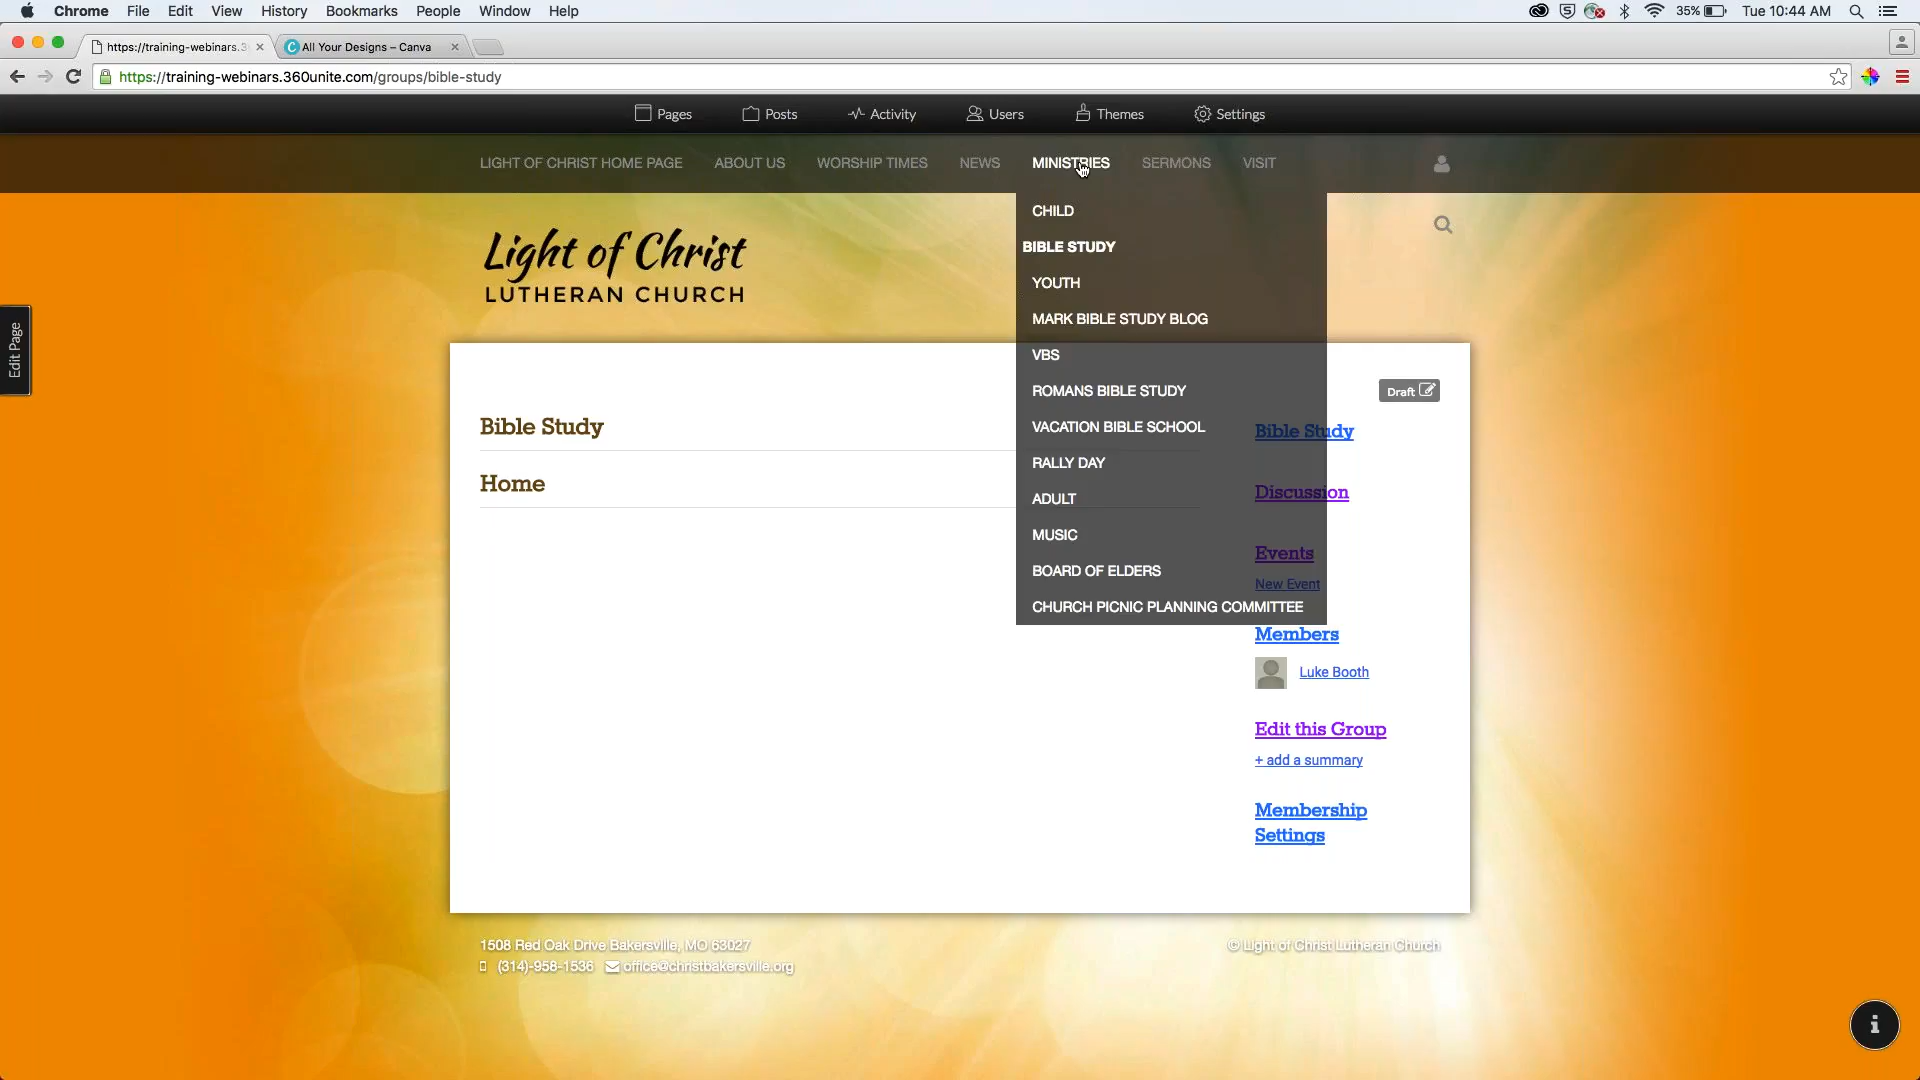 Chrome File Edit View History Bookmarks People Window Help 35% Tue 10:44 AM
https://training-webinars.3 All Your Designs – Canva
https://training-webinars.360unite.com/groups/bible-study
Pages Posts Activity Users Themes Settings
LIGHT OF CHRIST HOME PAGE ABOUT US WORSHIP TIMES NEWS MINISTRIES SERMONS VISIT
CHILD
BIBLE STUDY
YOUTH
MARK BIBLE STUDY BLOG
VBS
ROMANS BIBLE STUDY
VACATION BIBLE SCHOOL
RALLY DAY
ADULT
MUSIC
BOARD OF ELDERS
CHURCH PICNIC PLANNING COMMITTEE
Light of Christ
LUTHERAN CHURCH
Edit Page
Draft
Bible Study
Home
Bible Study
Discussion
Events
New Event
Members
Luke Booth
Edit this Group
+ add a summary
Membership
Settings
1508 Red Oak Drive Bakersville, MO 63027
(314)-958-1536 office@christbakersville.org
© Light of Christ Lutheran Church